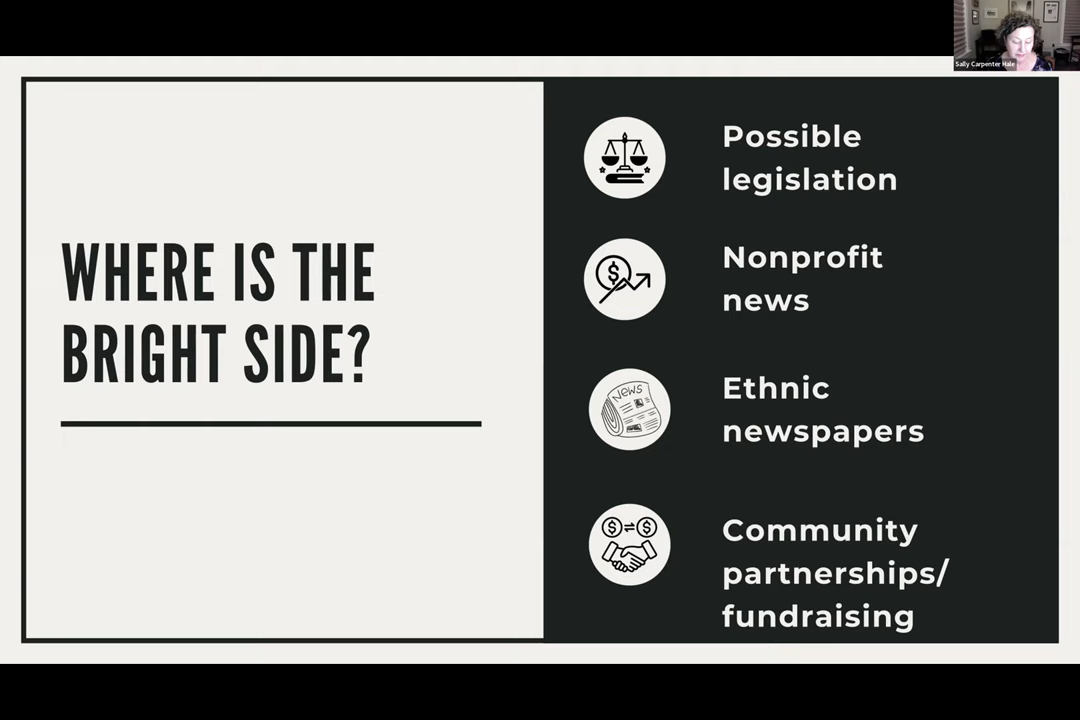 Sally Carpenter Hale
WHERE IS THE
BRIGHT SIDE?
Possible
legislation
Nonprofit
news
NEWS
Ethnic
newspapers
Community
partnerships/
fundraising